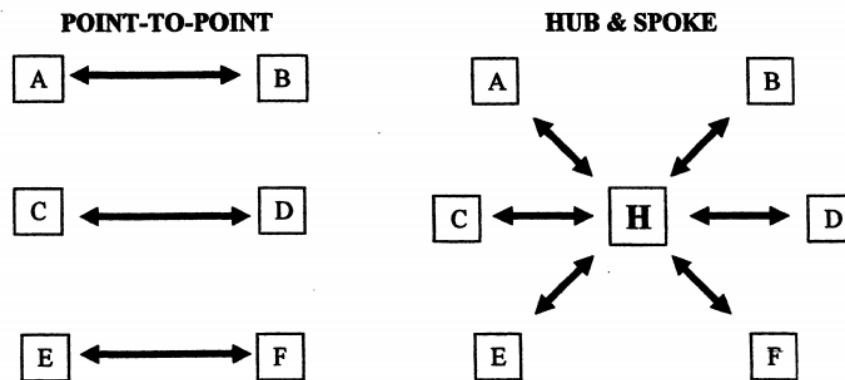 POINT-TO-POINT
HUB & SPOKE
A B
A B
C D
C H D
E F
E F